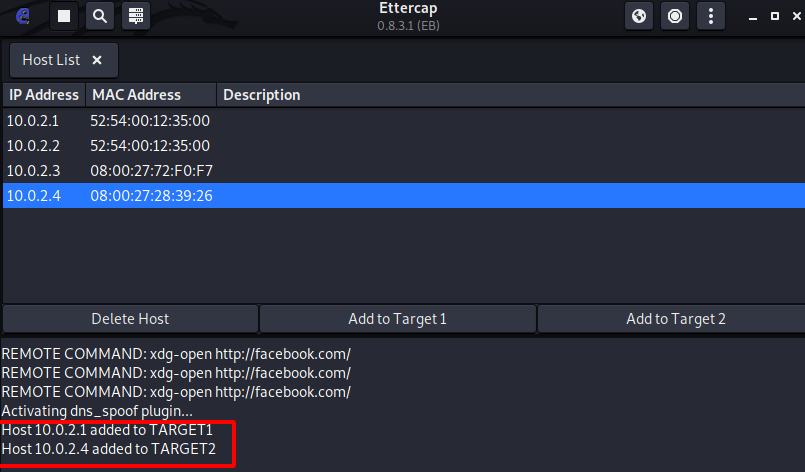 Ettercap
0.8.3.1 (EB)
Host List
IP Address MAC Address Description
10.0.2.1 52:54:00:12:35:00
10.0.2.2 52:54:00:12:35:00
10.0.2.3 08:00:27:72:F0:F7
10.0.2.4 08:00:27:28:39:26
Delete Host Add to Target 1 Add to Target 2
REMOTE COMMAND: xdg-open http://facebook.com/
REMOTE COMMAND: xdg-open http://facebook.com/
REMOTE COMMAND: xdg-open http://facebook.com/
Activating dns_spoof plugin...
Host 10.0.2.1 added to TARGET1
Host 10.0.2.4 added to TARGET2